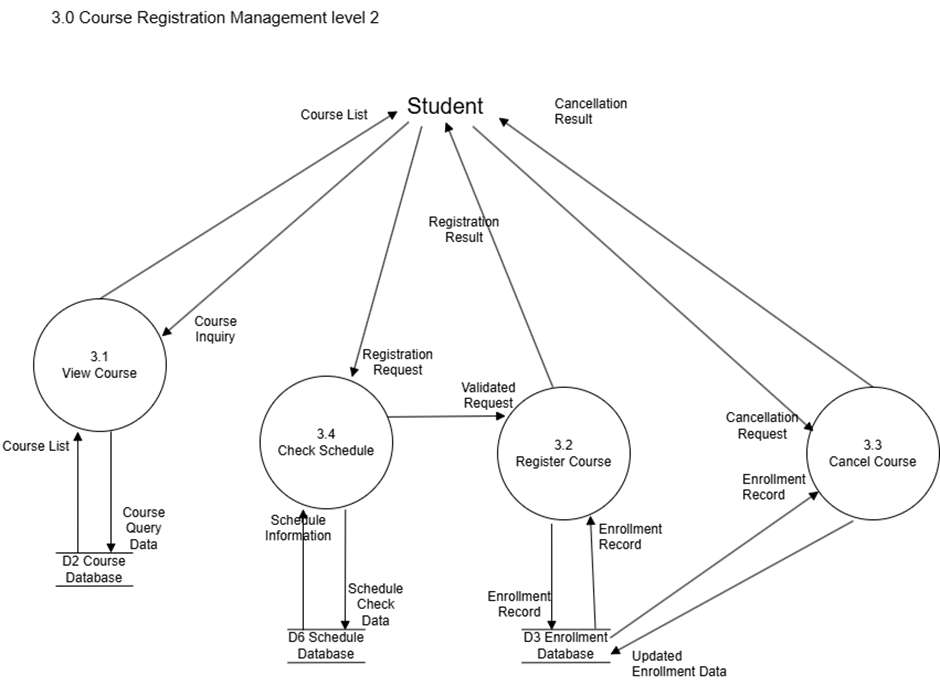 3.0 Course Registration Management level 2
Student
Course List
Cancellation
Result
Registration
Result
Course
Inquiry
Registration
Request
3.1
View Course
Validated
Request
3.4
Check Schedule
3.2
Register Course
Cancellation
Request
3.3
Cancel Course
Course List
Enrollment
Record
Course
Query
Data
Schedule
Information
Enrollment
Record
D2 Course
Database
Schedule
Check
Data
Enrollment
Record
D6 Schedule
Database
D3 Enrollment
Database
Updated
Enrollment Data